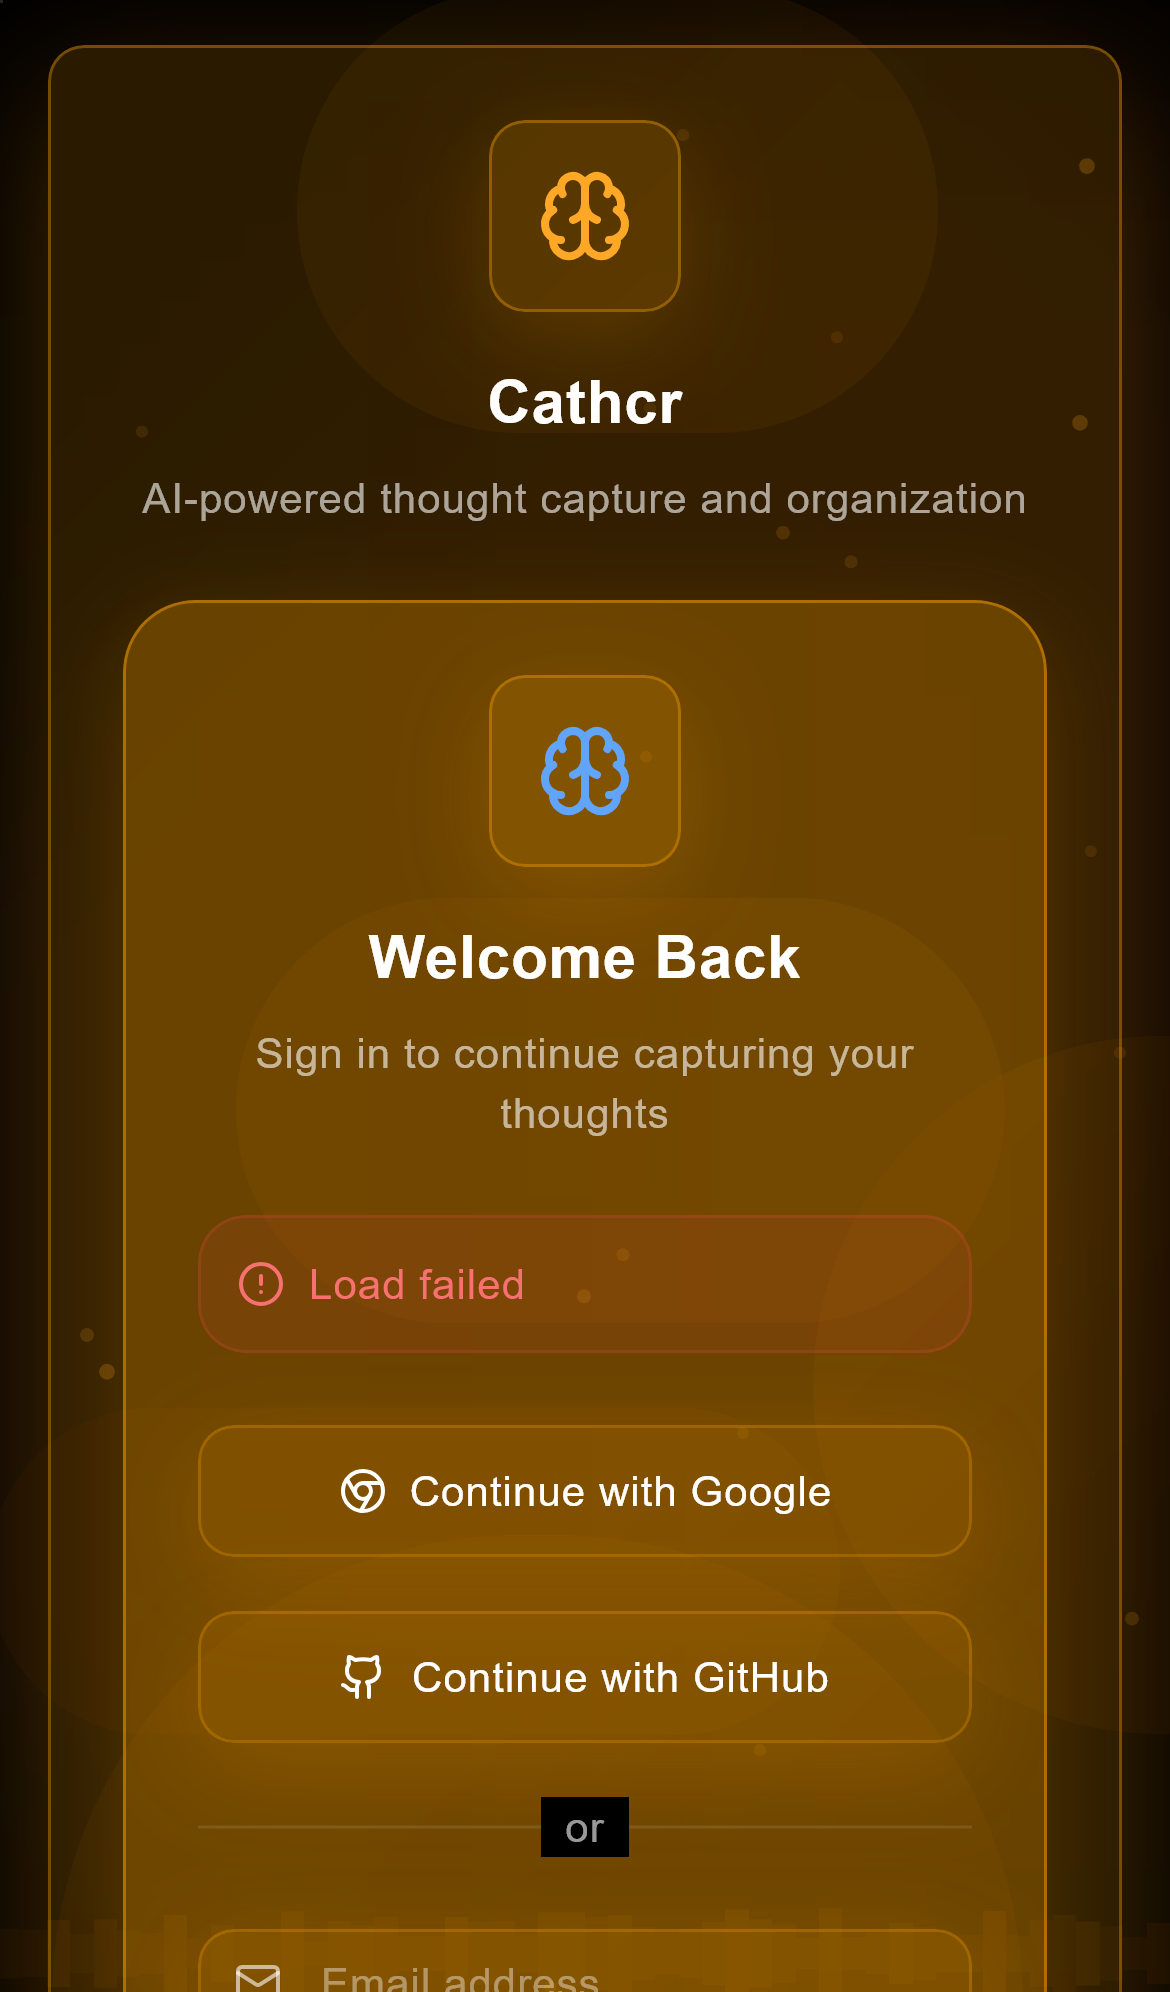 Cathcr
AI-powered thought capture and organization
Welcome Back
Sign in to continue capturing your
thoughts
Load failed
Continue with Google
Continue with GitHub
or
Email address